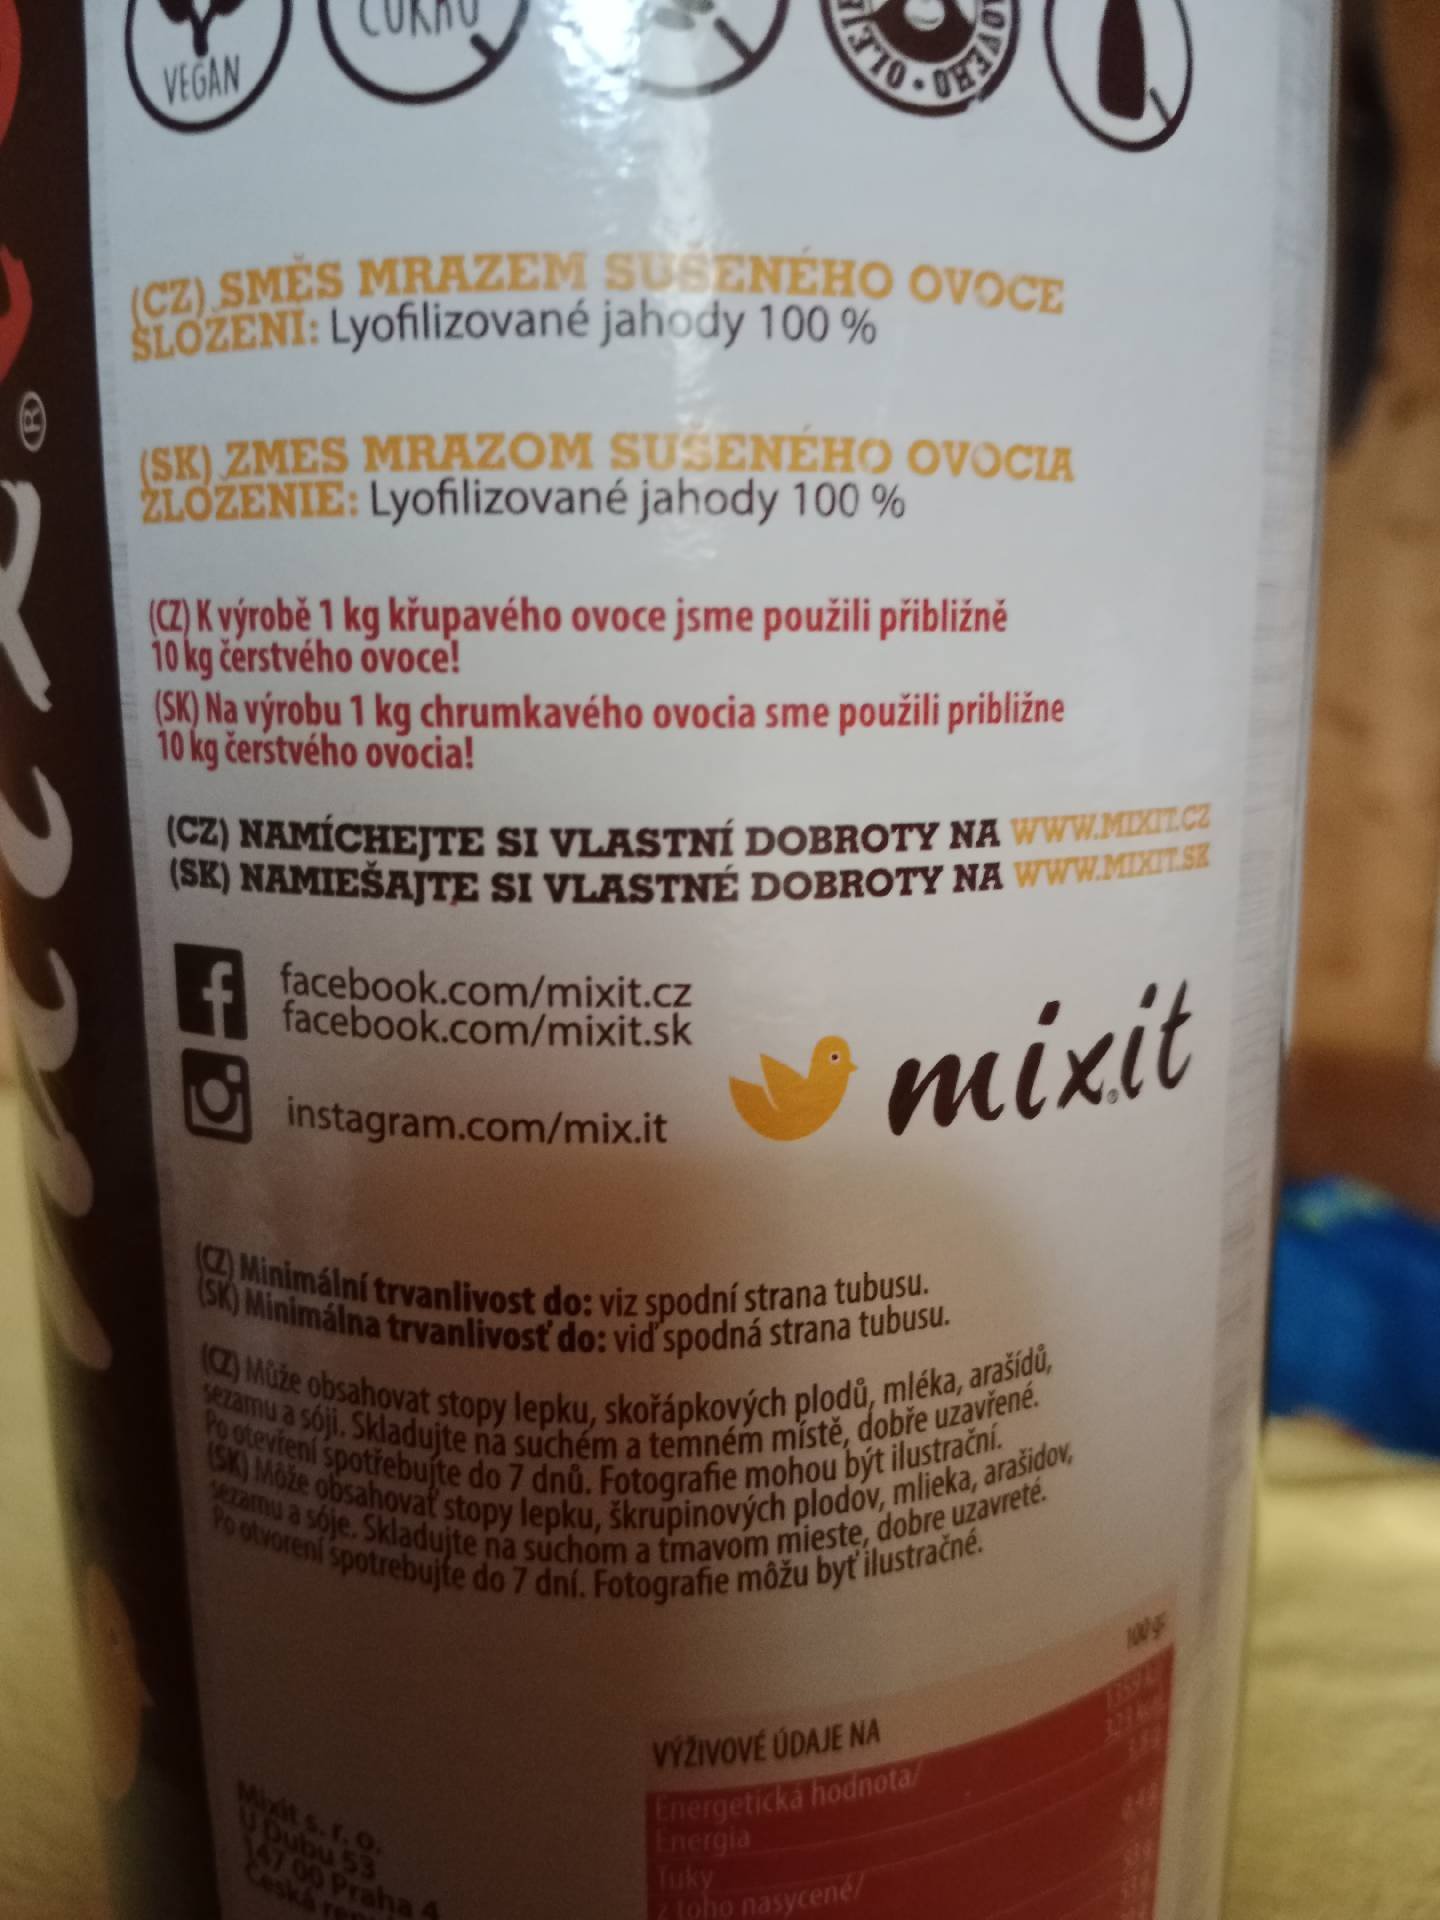 VEGAN
CUKRU
OVÉHO • OLEJE
(CZ) SMĚS MRAZEM SUŠENÉHO OVOCE
SLOŽENÍ: Lyofilizované jahody 100 %
(SK) ZMES MRAZOM SUŠENÉHO OVOCIA
ZLOŽENIE: Lyofilizované jahody 100 %
(CZ) K výrobě 1 kg křupavého ovoce jsme použili přibližně
10 kg čerstvého ovoce!
(SK) Na výrobu 1 kg chrumkavého ovocia sme použili približne
10 kg čerstvého ovocia!
(CZ) NAMÍCHEJTE SI VLASTNÍ DOBROTY NA WWW.MIXIT.CZ
(SK) NAMIEŠAJTE SI VLASTNÉ DOBROTY NA WWW.MIXIT.SK
facebook.com/mixit.cz
facebook.com/mixit.sk
instagram.com/mix.it
mixit®
(CZ) Minimální trvanlivost do: viz spodní strana tubusu.
(SK) Minimálna trvanlivosť do: viď spodná strana tubusu.
(CZ) Může obsahovat stopy lepku, skořápkových plodů, mléka, arašídů,
sezamu a sóji. Skladujte na suchém a temném místě, dobře uzavřené.
Po otevření spotřebujte do 7 dnů. Fotografie mohou být ilustrační.
(SK) Môže obsahovať stopy lepku, škrupinových plodov, mlieka, arašidov,
sezamu a sóje. Skladujte na suchom a tmavom mieste, dobre uzavreté.
Po otvorení spotrebujte do 7 dní. Fotografie môžu byť ilustračné.
VÝŽIVOVÉ ÚDAJE NA 100 g:
Energetická hodnota/
Energia
Tuky
z toho nasycené/
Mixit s. r. o.
U Dubu 53
147 00 Praha 4
Česká